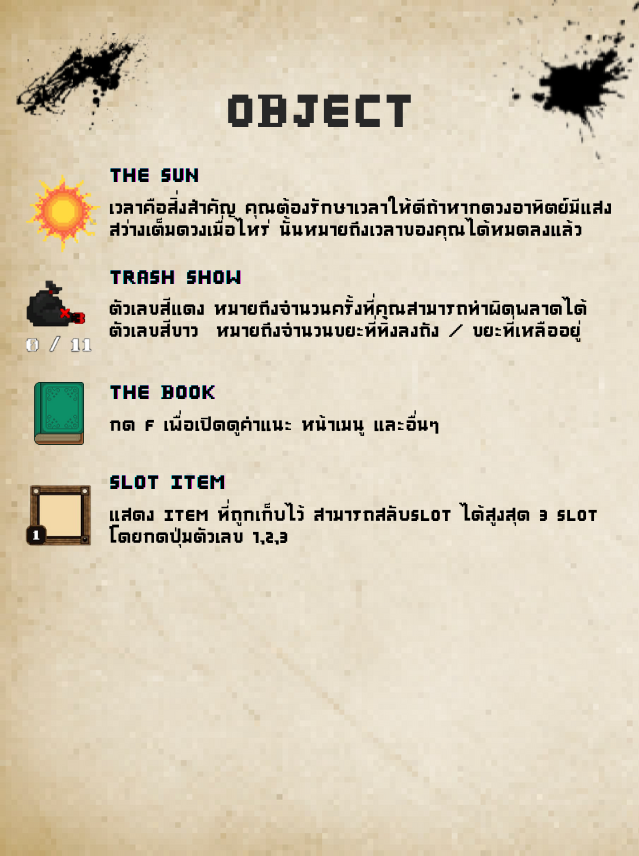 OBJECT
THE SUN
เวลาคือสิ่งสำคัญ คุณต้องรักษาเวลาให้ดีถ้าหากดวงอาทิตย์มีแสง
สว่างเต็มดวงเมื่อไหร่ นั้นหมายถึงเวลาของคุณได้หมดลงแล้ว
TRASH SHOW
ตัวเลขสีแดง หมายถึงจำนวนครั้งที่คุณสามารถทำผิดพลาดได้
x3
ตัวเลขสีขาว หมายถึงจำนวนขยะที่ทิ้งลงถัง / ขยะที่เหลืออยู่
0 / 11
THE BOOK
กด F เพื่อเปิดดูคำแนะ หน้าเมนู และอื่นๆ
SLOT ITEM
แสดง ITEM ที่ถูกเก็บไว้ สามารถสลับSLOT ได้สูงสุด 3 SLOT
1
โดยกดปุ่มตัวเลข 1,2,3